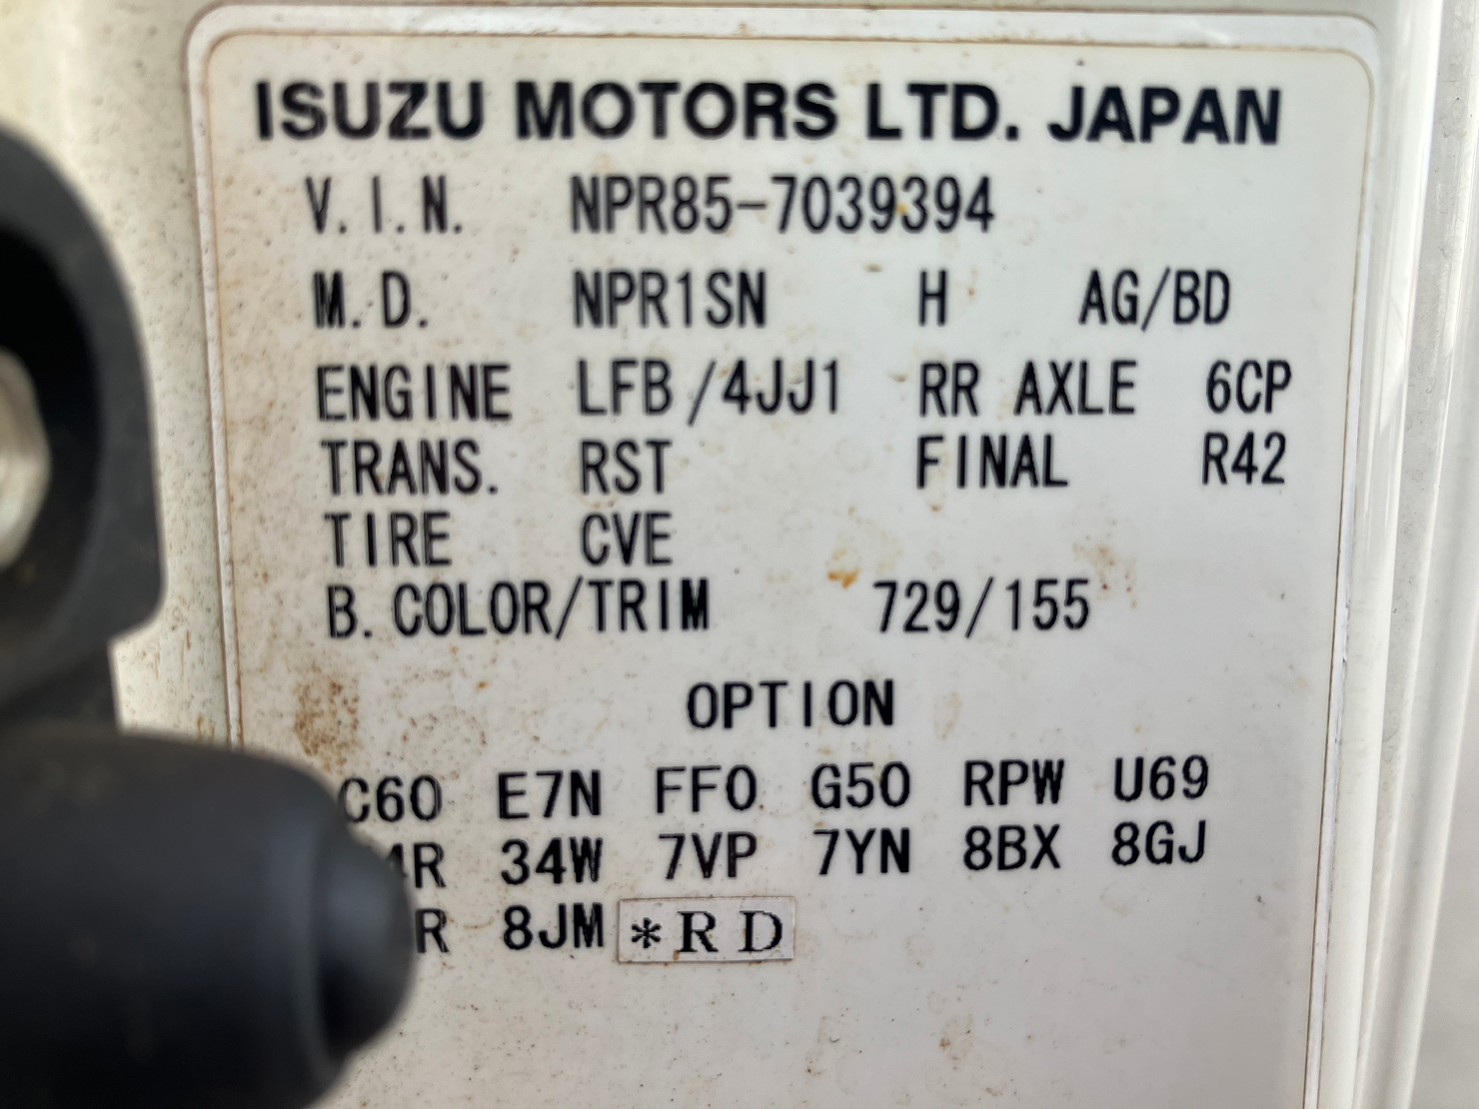 ISUZU MOTORS LTD. JAPAN
V.I.N. NPR85-7039394
M.D. NPR1SN H AG/BD
ENGINE LFB/4JJ1 RR AXLE 6CP
TRANS. RST FINAL R42
TIRE CVE
B.COLOR/TRIM 729/155
OPTION
C60 E7N FF0 G50 RPW U69
34W 7VP 7YN 8BX 8GJ
8JM *RD